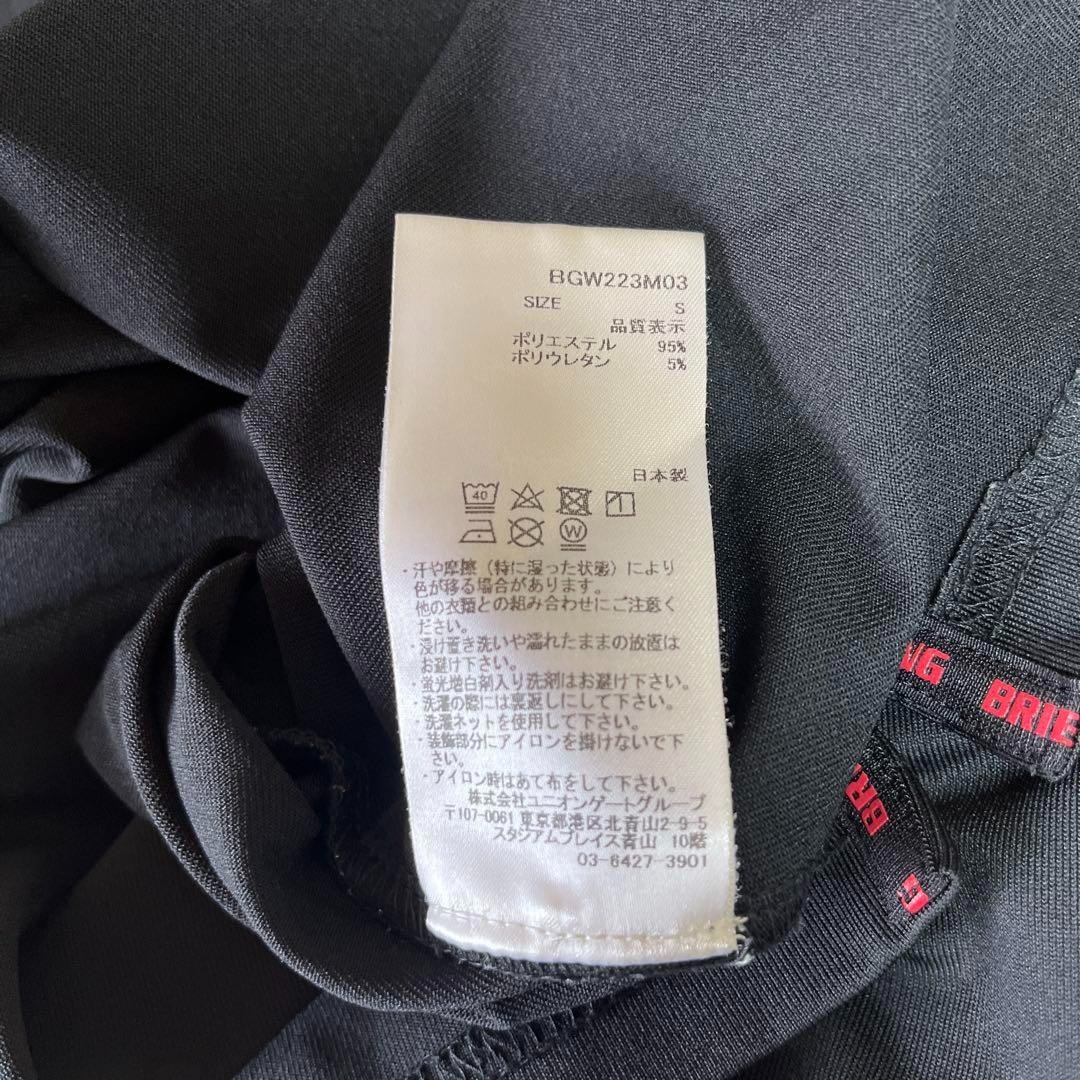 BGW223M03
SIZE S
品質表示
ポリエステル 95%
ポリウレタン 5%
日本製
40
W
・汗や摩擦（特に湿った状態）により
色が移る場合があります。
他の衣類との組み合わせにご注意く
ださい。
・浸け置き洗いや濡れたままの放置は
お避け下さい。
・蛍光増白剤入り洗剤はお避け下さい。
・洗濯の際には裏返しにして下さい。
・洗濯ネットを使用して下さい。
・装飾部分にアイロンを掛けないで下
さい。
・アイロン時はあて布をして下さい。
株式会社ユニオンゲートグループ
〒107-0061 東京都港区北青山2-9-5
スタジアムプレイス青山 10階
03-6427-3901
NG BRIE
BR